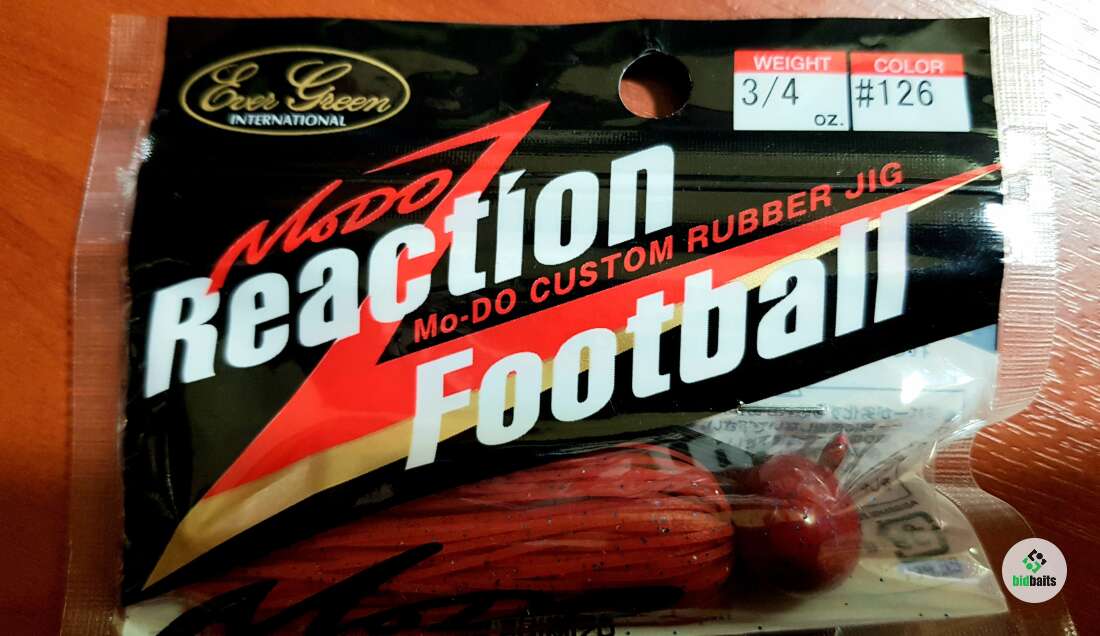 Ever Green
INTERNATIONAL
WEIGHT
3/4
oz.
COLOR
#126
MoDO
Reaction
Mo-DO CUSTOM RUBBER JIG
Football
bidbaits